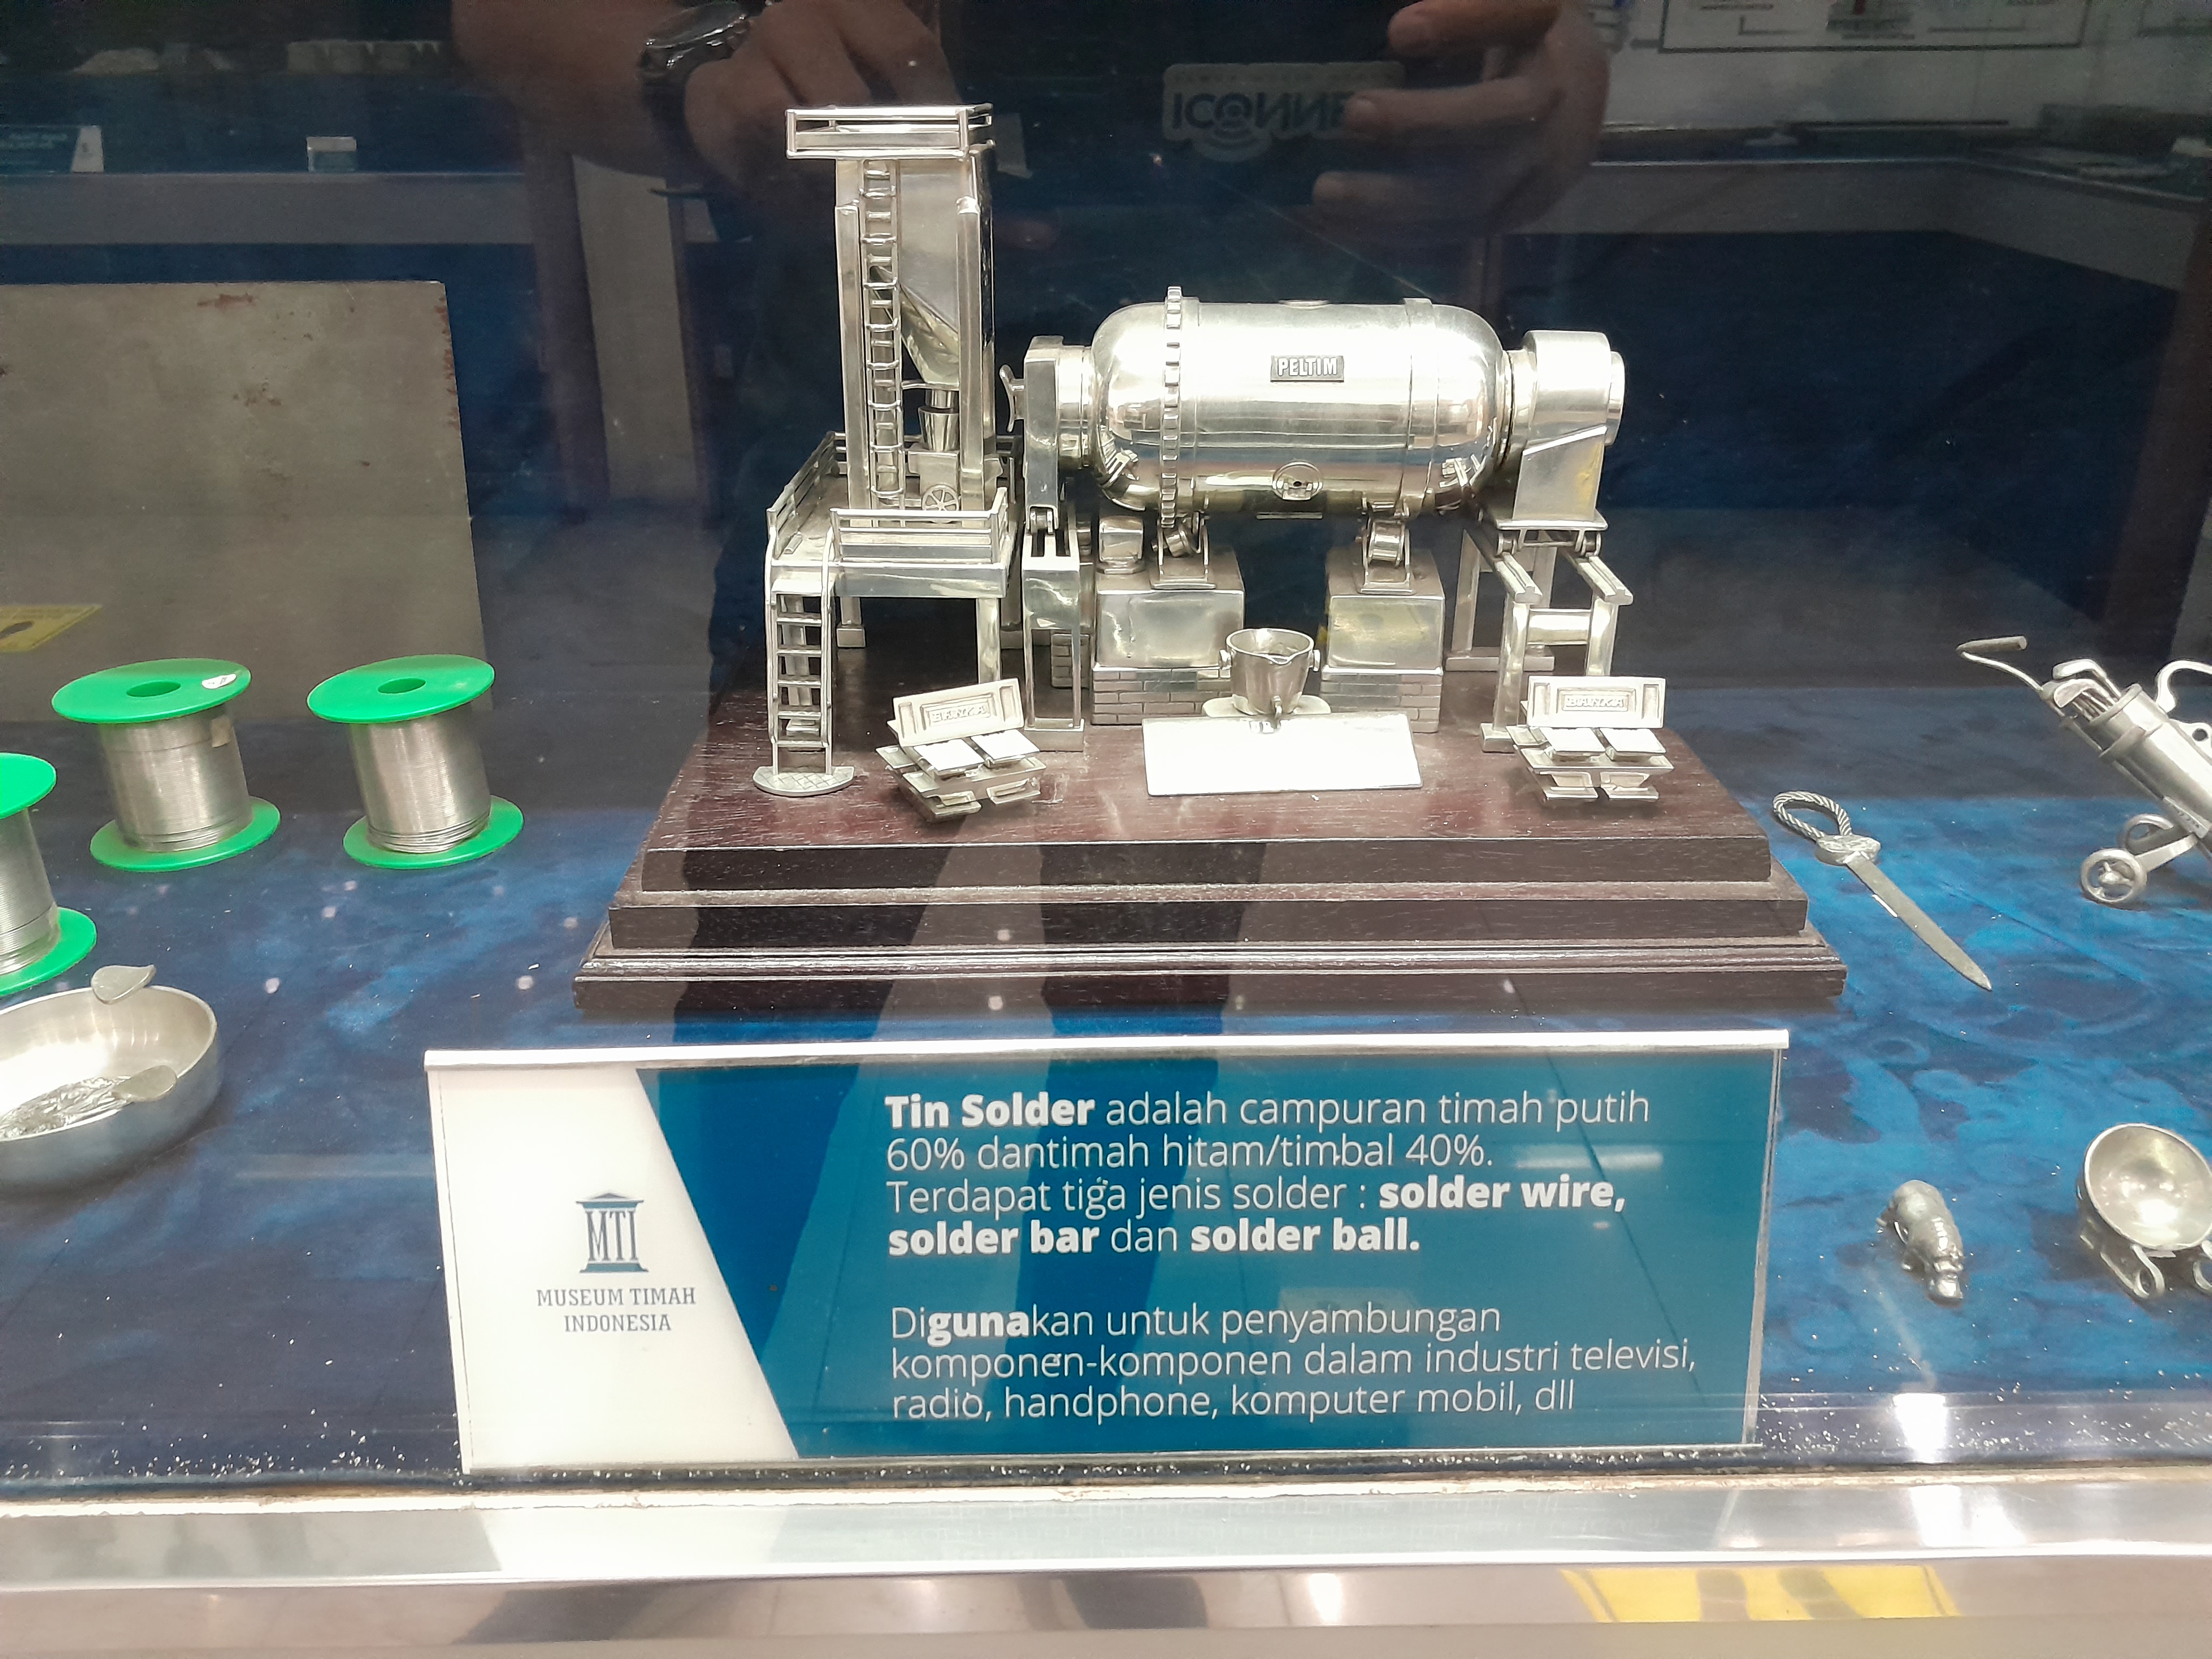 PELTIM
BANKA
BANKA
Tin Solder adalah campuran timah putih
60% dantimah hitam/timbal 40%.
Terdapat tiga jenis solder : solder wire,
solder bar dan solder ball.
Digunakan untuk penyambungan
komponen-komponen dalam industri televisi,
radio, handphone, komputer mobil, dll
MTI
MUSEUM TIMAH
INDONESIA